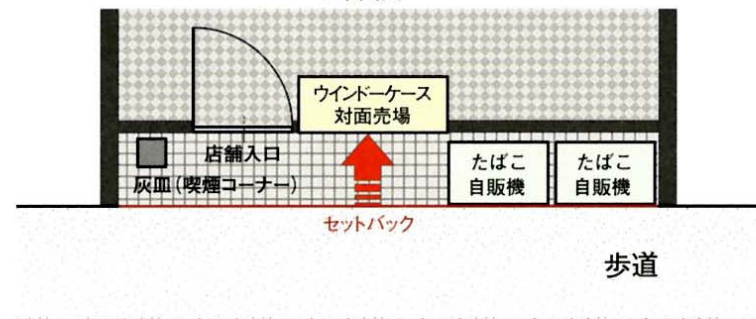 ウインドーケース
対面売場
店舗入口
灰皿(喫煙コーナー)
たばこ
自販機
たばこ
自販機
セットバック
歩道